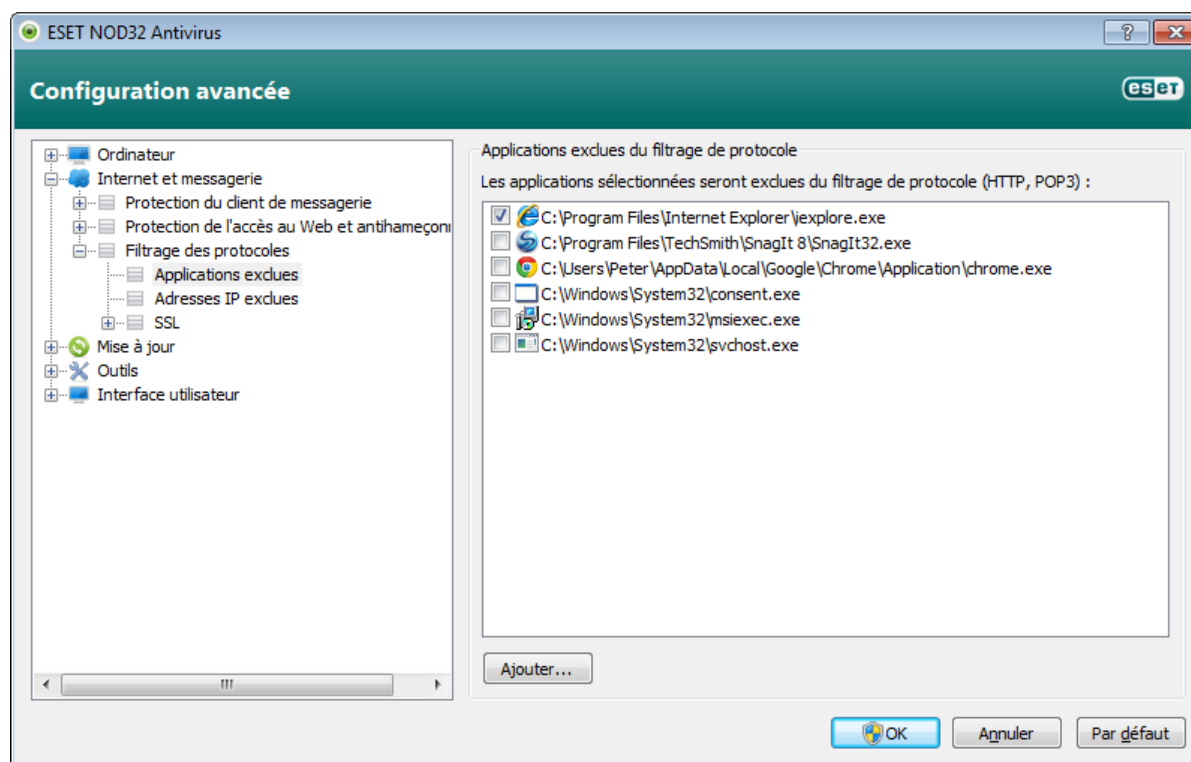 ESET NOD32 Antivirus
Configuration avancée
eseT
Ordinateur
Internet et messagerie
Protection du client de messagerie
Protection de l'accès au Web et antihameçonn
Filtrage des protocoles
Applications exclues
Adresses IP exclues
SSL
Mise à jour
Outils
Interface utilisateur
Applications exclues du filtrage de protocole
Les applications sélectionnées seront exclues du filtrage de protocole (HTTP, POP3) :
C:\Program Files\Internet Explorer\iexplore.exe
C:\Program Files\TechSmith\SnagIt 8\SnagIt32.exe
C:\Users\Peter\AppData\Local\Google\Chrome\Application\chrome.exe
C:\Windows\System32\consent.exe
C:\Windows\System32\msiexec.exe
C:\Windows\System32\svchost.exe
Ajouter...
OK
Annuler
Par défaut